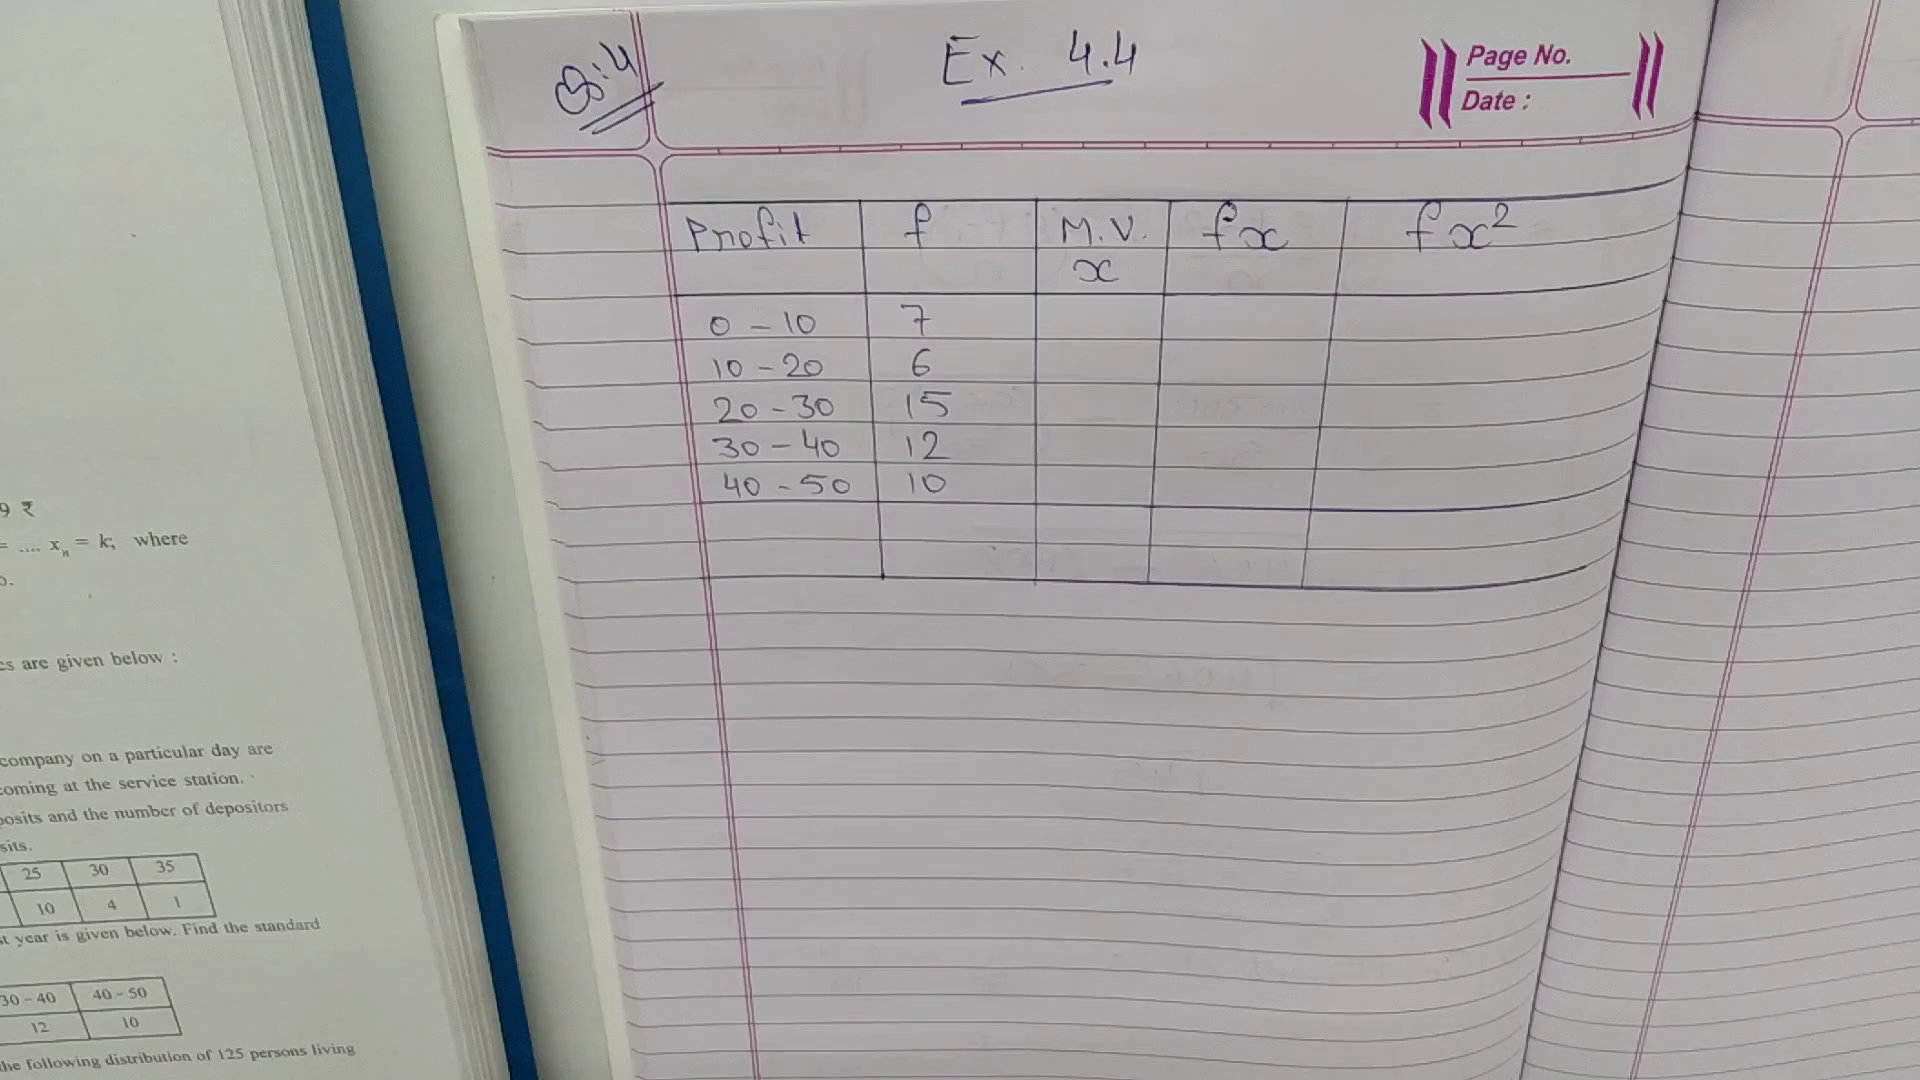 9 ₹
= .... xn = k, where
es are given below :
company on a particular day are
coming at the service station.
posits and the number of depositors
sits.
25 30 35
10 4 1
st year is given below. Find the standard
30 - 40 40 - 50
12 10
the following distribution of 125 persons living
Q:4 Ex. 4.4
Page No.
Date :
Profit f M.V. fx fx²
x
0 - 10 7
10 - 20 6
20 - 30 15
30 - 40 12
40 - 50 10